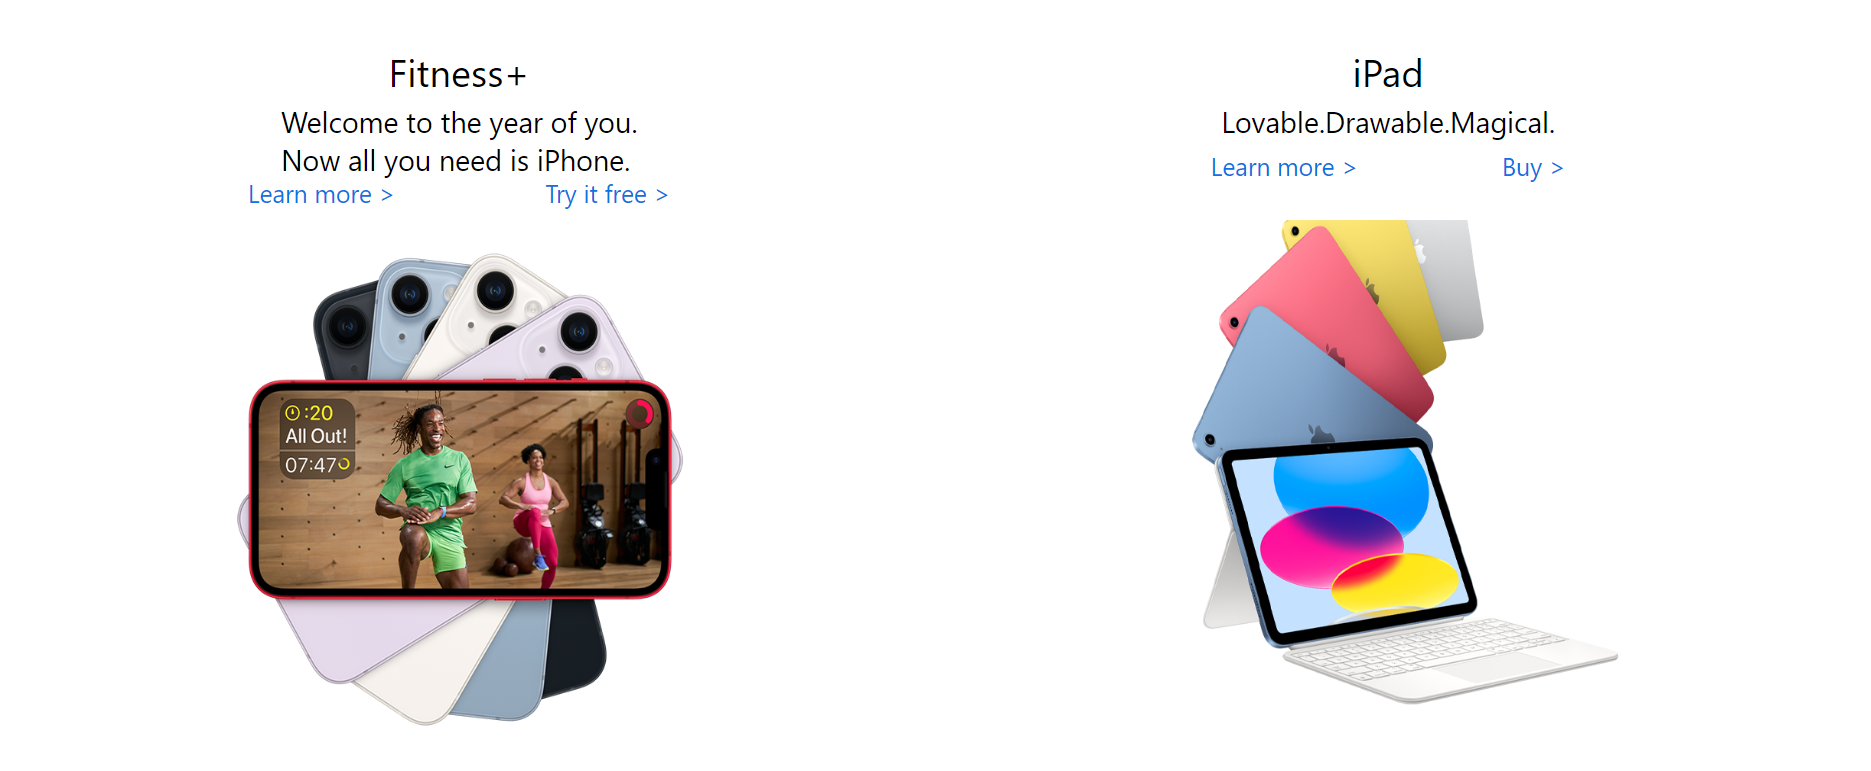 Fitness+
Welcome to the year of you.
Now all you need is iPhone.
Learn more >
Try it free >
:20
All Out!
07:47
iPad
Lovable.Drawable.Magical.
Learn more >
Buy >